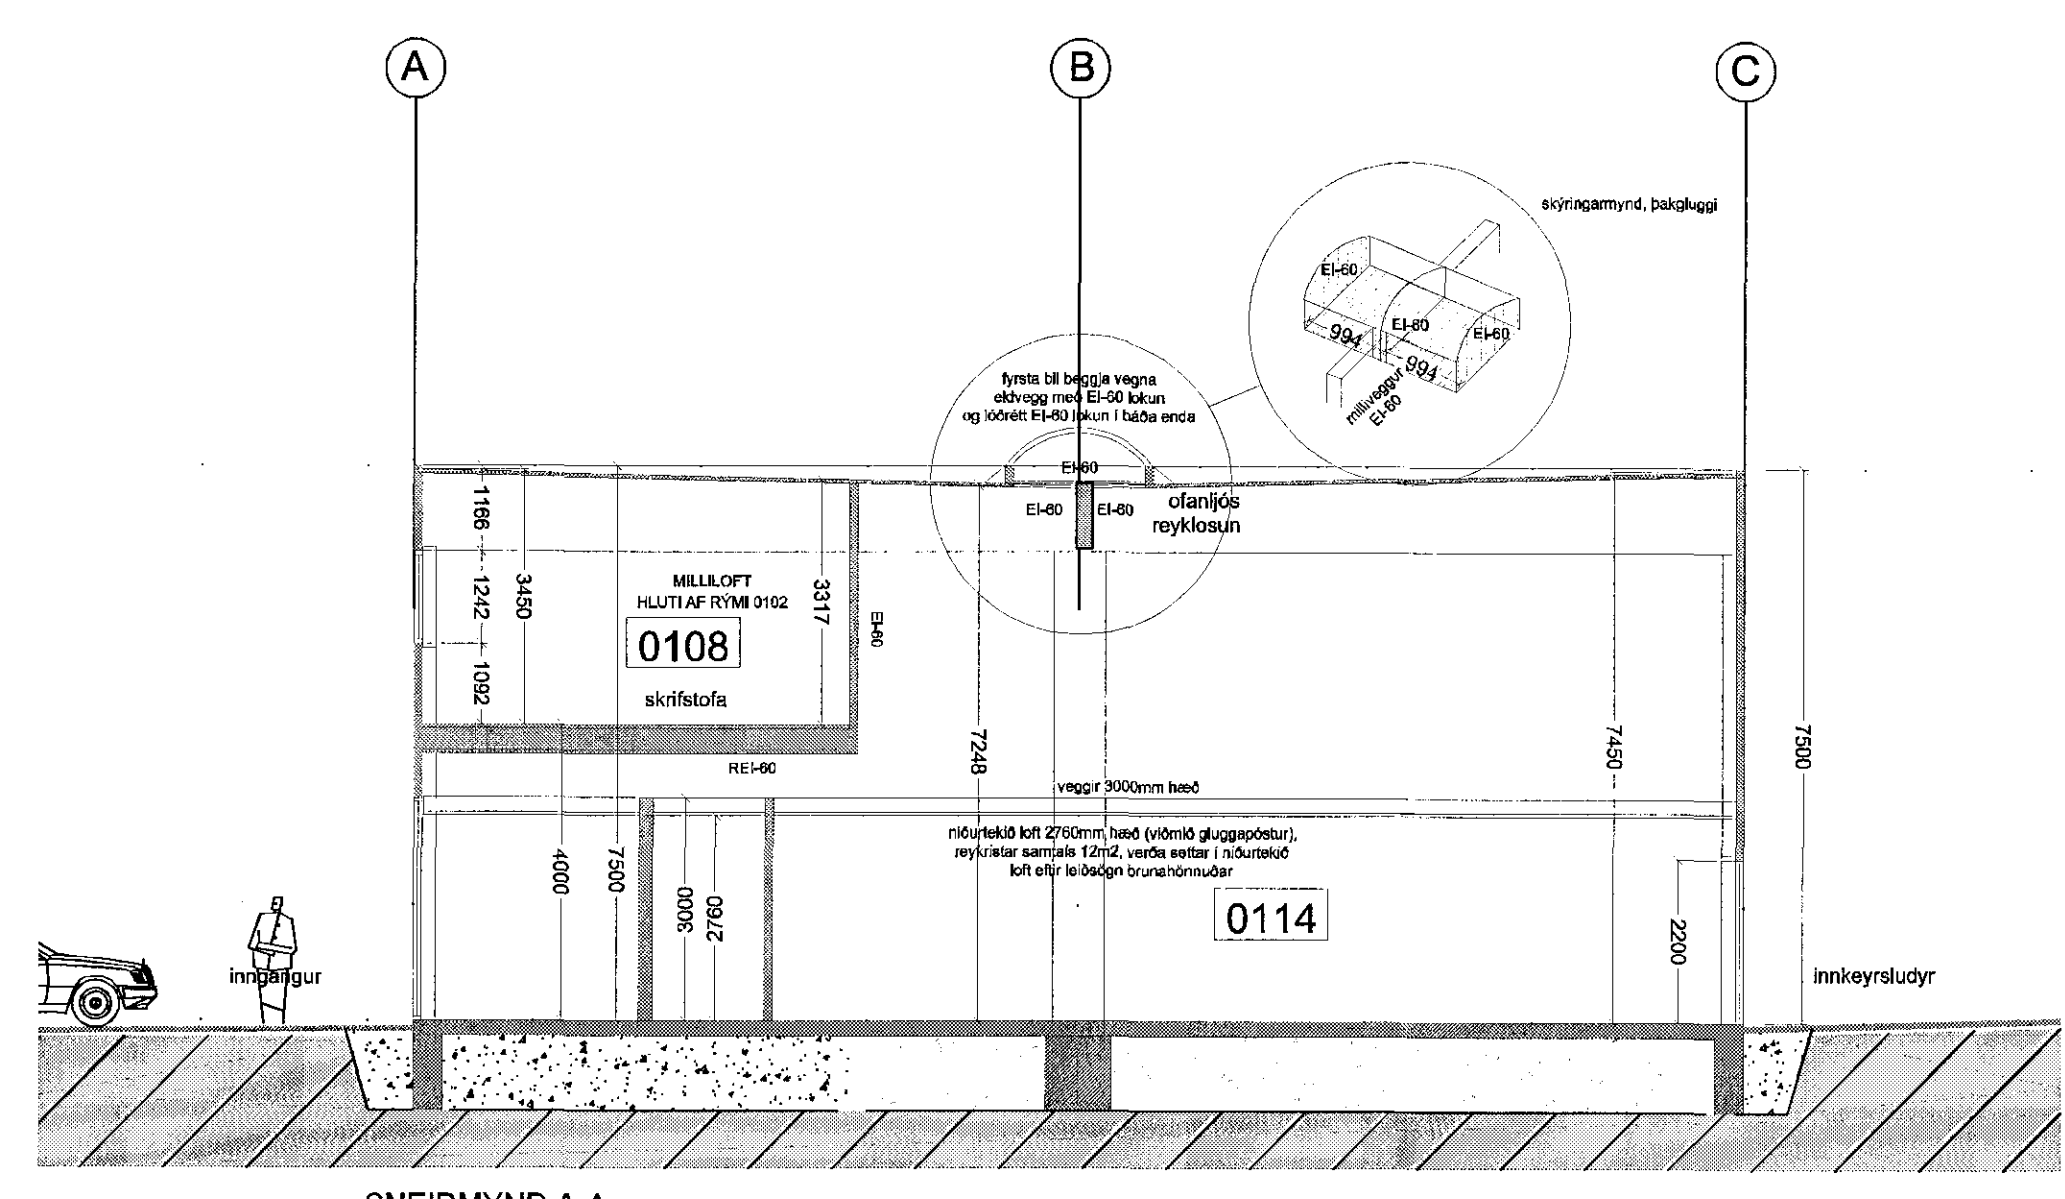 A
B
C
skýringarmynd, þakgluggi
EI-60
EI-60
EI-60
994
994
milliveggur
EI-60
fyrsta bil beggja vegna
eldvegg með EI-60 lokun
og lóðrétt EI-60 lokun í báða enda
EI-60
EI-60
EI-60
ofanljós
reyklosun
1166
1242
1092
3450
MILLILOFT
HLUTI AF RÝMI 0102
0108
skrifstofa
3317
EI-60
REI-60
7248
7450
7500
veggir 3000mm hæð
niðurtekið loft 2760mm hæð (viðmið gluggapóstur),
reykristar samtals 12m2, verða settar í niðurtekið
loft eftir leiðsögn brunahönnuðar
4000
7500
3000
2760
0114
2200
inngangur
innkeyrsludyr